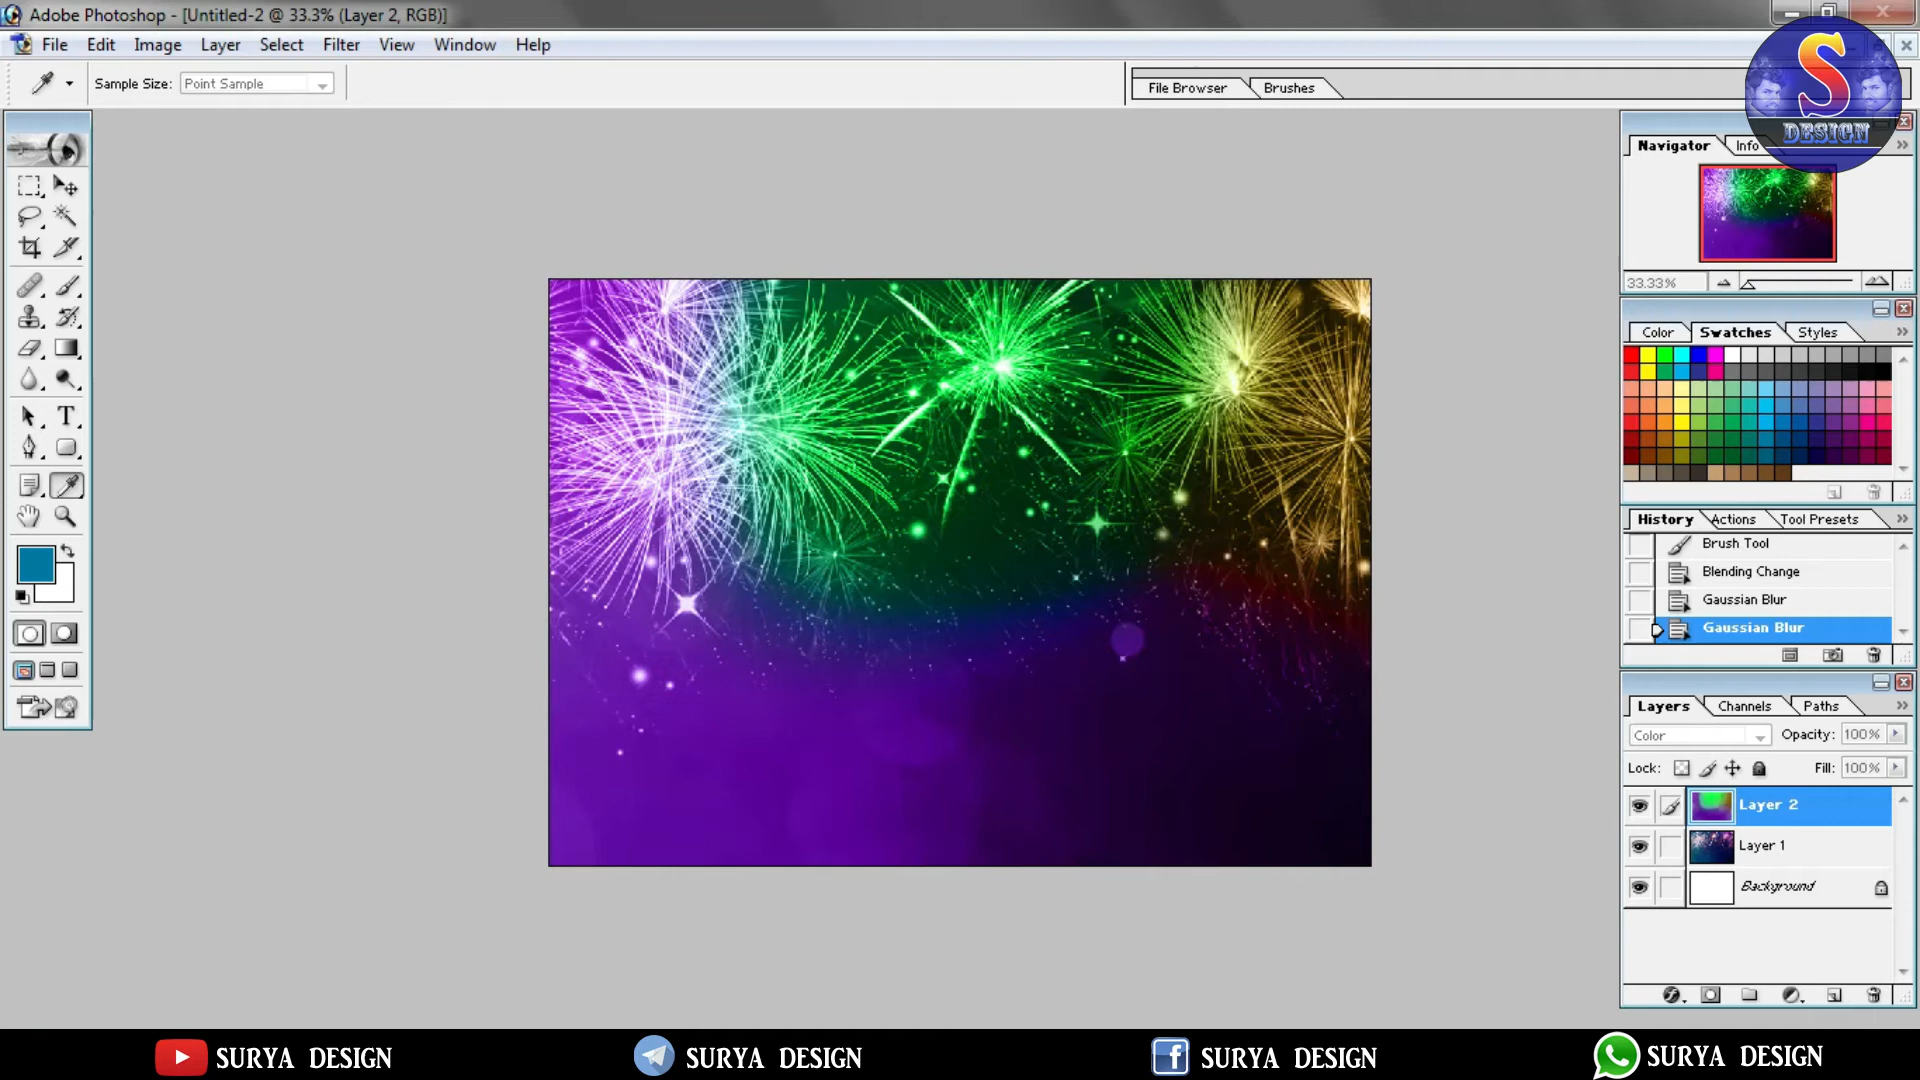 Adobe Photoshop - [Untitled-2 @ 33.3% (Layer 2, RGB)]
File Edit Image Layer Select Filter View Window Help
Sample Size: Point Sample
File Browser Brushes
S
DESIGN
Navigator Info
33.33%
Color Swatches Styles
History Actions Tool Presets
Brush Tool
Blending Change
Gaussian Blur
Gaussian Blur
Layers Channels Paths
Color Opacity: 100%
Lock: Fill: 100%
Layer 2
Layer 1
Background
T
SURYA DESIGN
SURYA DESIGN
SURYA DESIGN
SURYA DESIGN